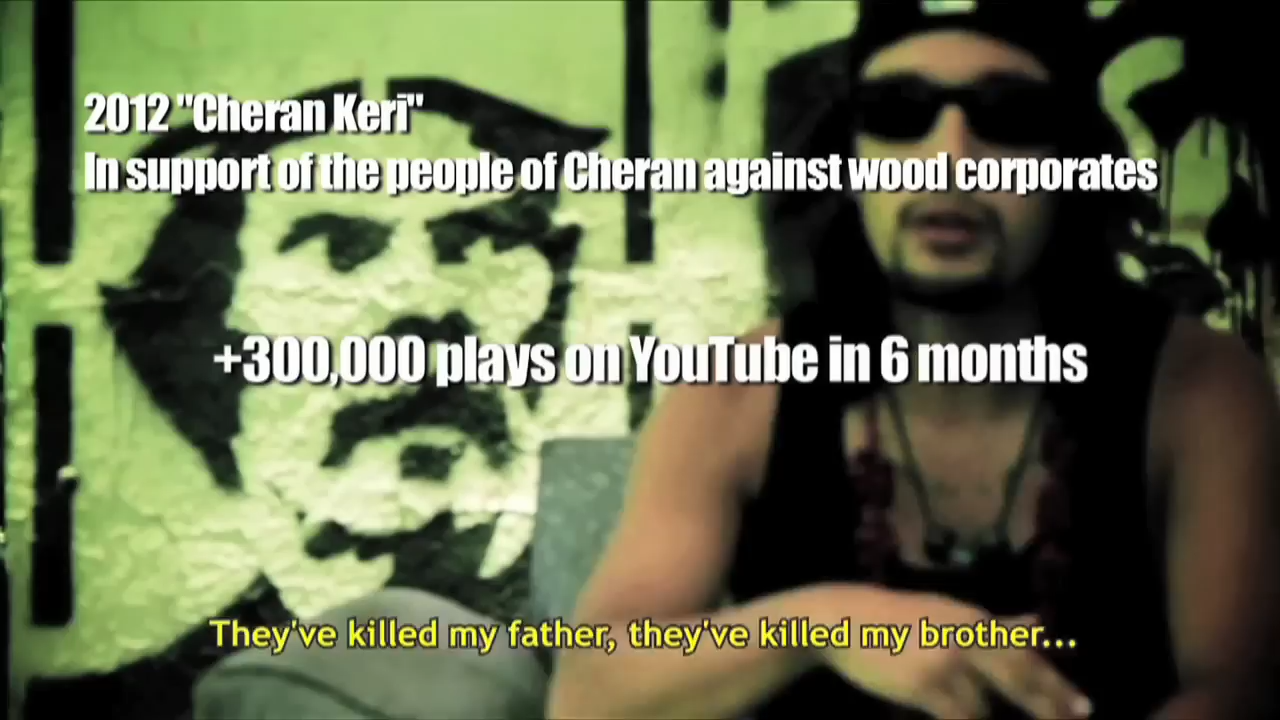 2012 "Cheran Keri"
In support of the people of Cheran against wood corporates
+300,000 plays on YouTube in 6 months
They've killed my father, they've killed my brother...